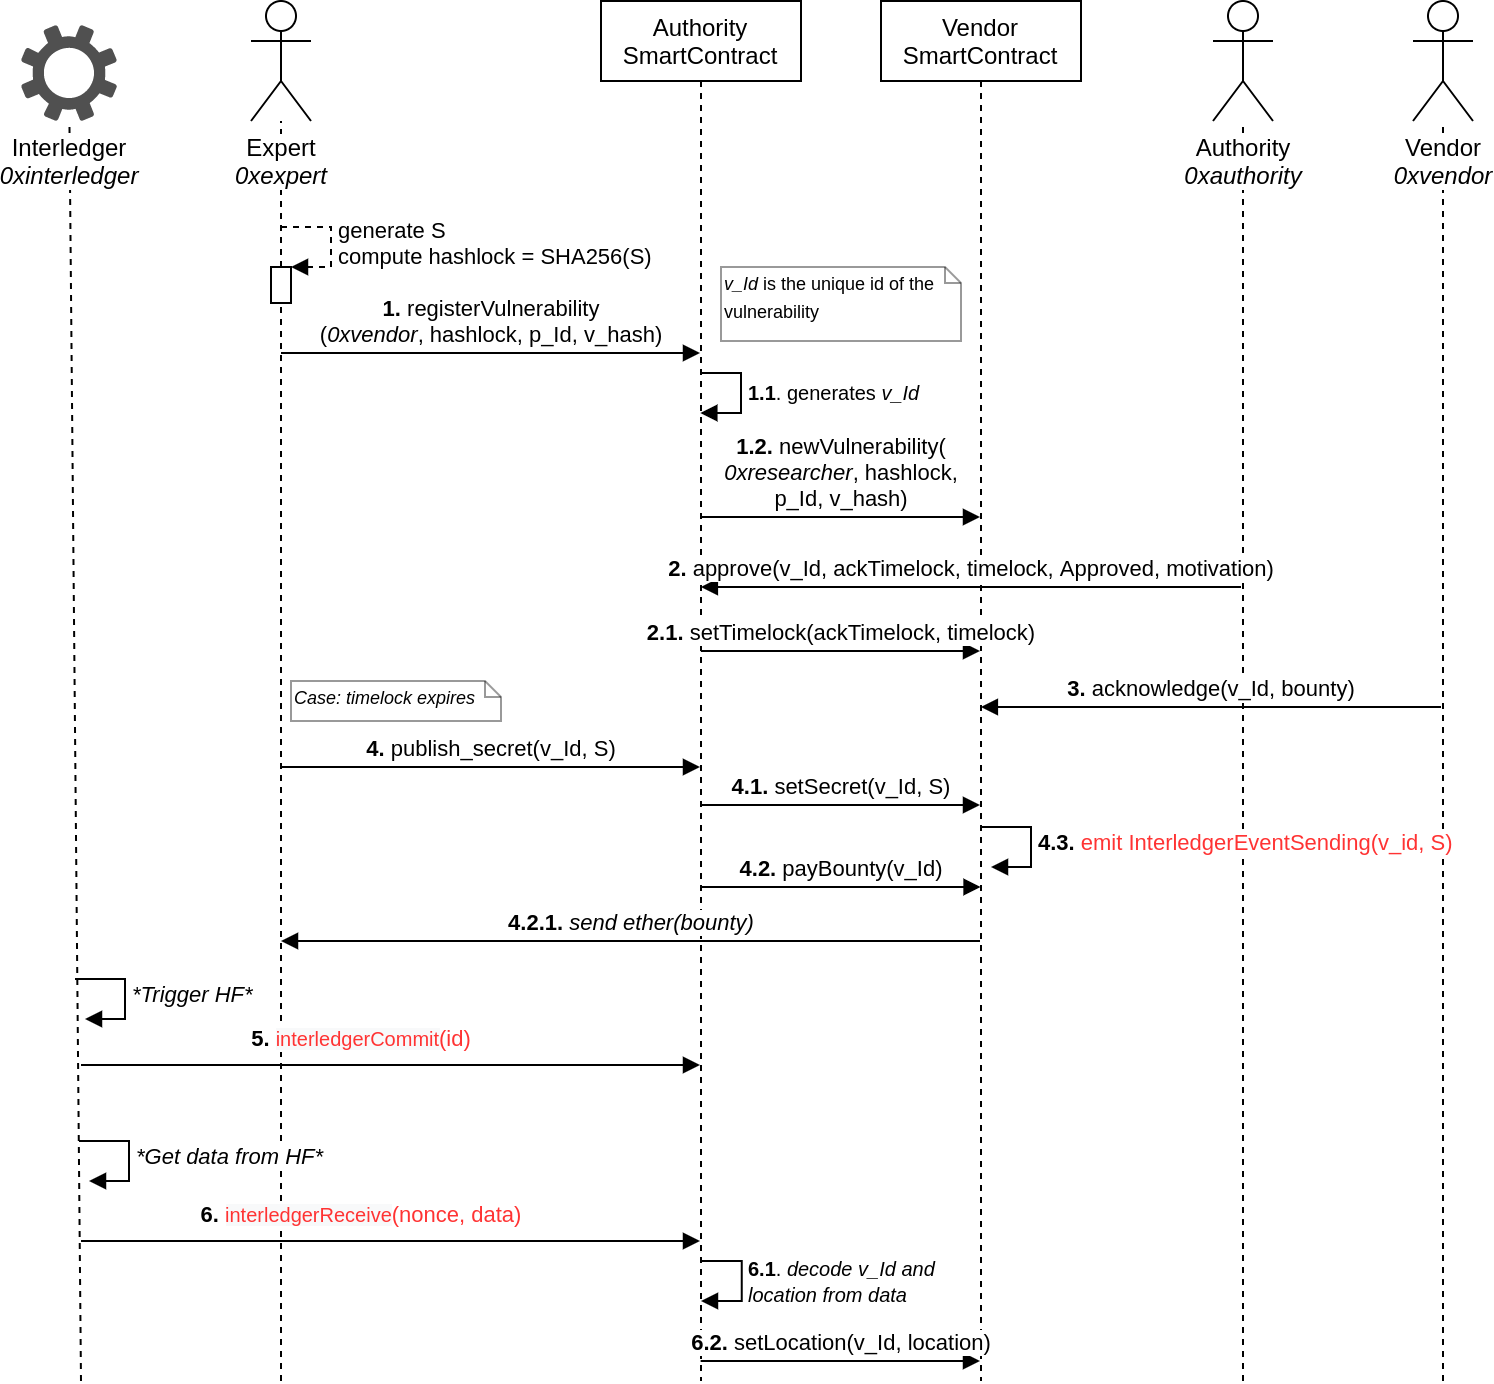 Authority
SmartContract
Vendor
SmartContract
Interledger
0xinterledger
Expert
0xexpert
Authority
0xauthority
Vendor
0xvendor
generate S
compute hashlock = SHA256(S)
v_Id is the unique id of the
vulnerability
1. registerVulnerability
(0xvendor, hashlock, p_Id, v_hash)
1.1. generates v_Id
1.2. newVulnerability(
0xresearcher, hashlock,
p_Id, v_hash)
2. approve(v_Id, ackTimelock, timelock, Approved, motivation)
2.1. setTimelock(ackTimelock, timelock)
3. acknowledge(v_Id, bounty)
Case: timelock expires
4. publish_secret(v_Id, S)
4.1. setSecret(v_Id, S)
4.3. emit InterledgerEventSending(v_id, S)
4.2. payBounty(v_Id)
4.2.1. send ether(bounty)
*Trigger HF*
5. interledgerCommit(id)
*Get data from HF*
6. interledgerReceive(nonce, data)
6.1. decode v_Id and
location from data
6.2. setLocation(v_Id, location)